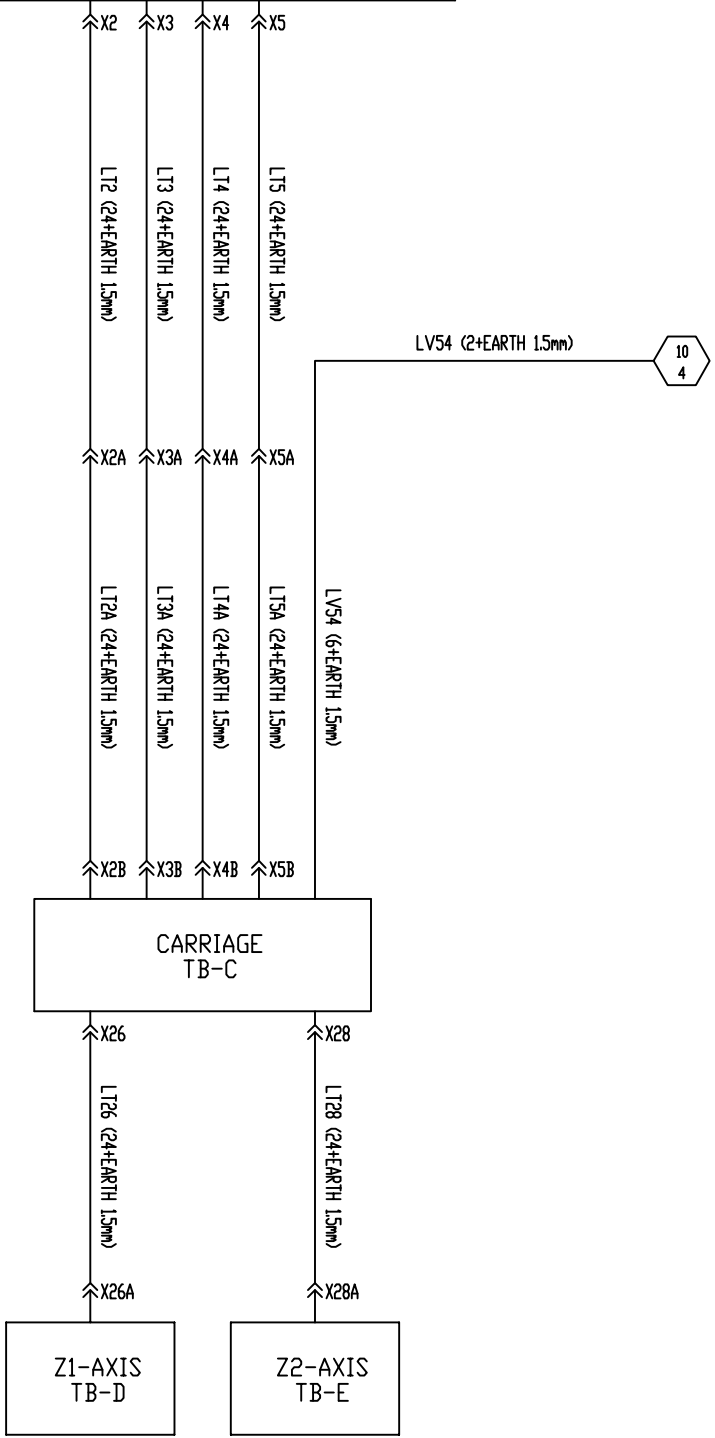 X2
X3
X4
X5
LT2 (24+EARTH 1.5mm)
LT3 (24+EARTH 1.5mm)
LT4 (24+EARTH 1.5mm)
LT5 (24+EARTH 1.5mm)
LV54 (2+EARTH 1.5mm)
10
4
X2A
X3A
X4A
X5A
LT2A (24+EARTH 1.5mm)
LT3A (24+EARTH 1.5mm)
LT4A (24+EARTH 1.5mm)
LT5A (24+EARTH 1.5mm)
LV54 (6+EARTH 1.5mm)
X2B
X3B
X4B
X5B
CARRIAGE
TB-C
X26
X28
LT26 (24+EARTH 1.5mm)
LT28 (24+EARTH 1.5mm)
X26A
X28A
Z1-AXIS
TB-D
Z2-AXIS
TB-E